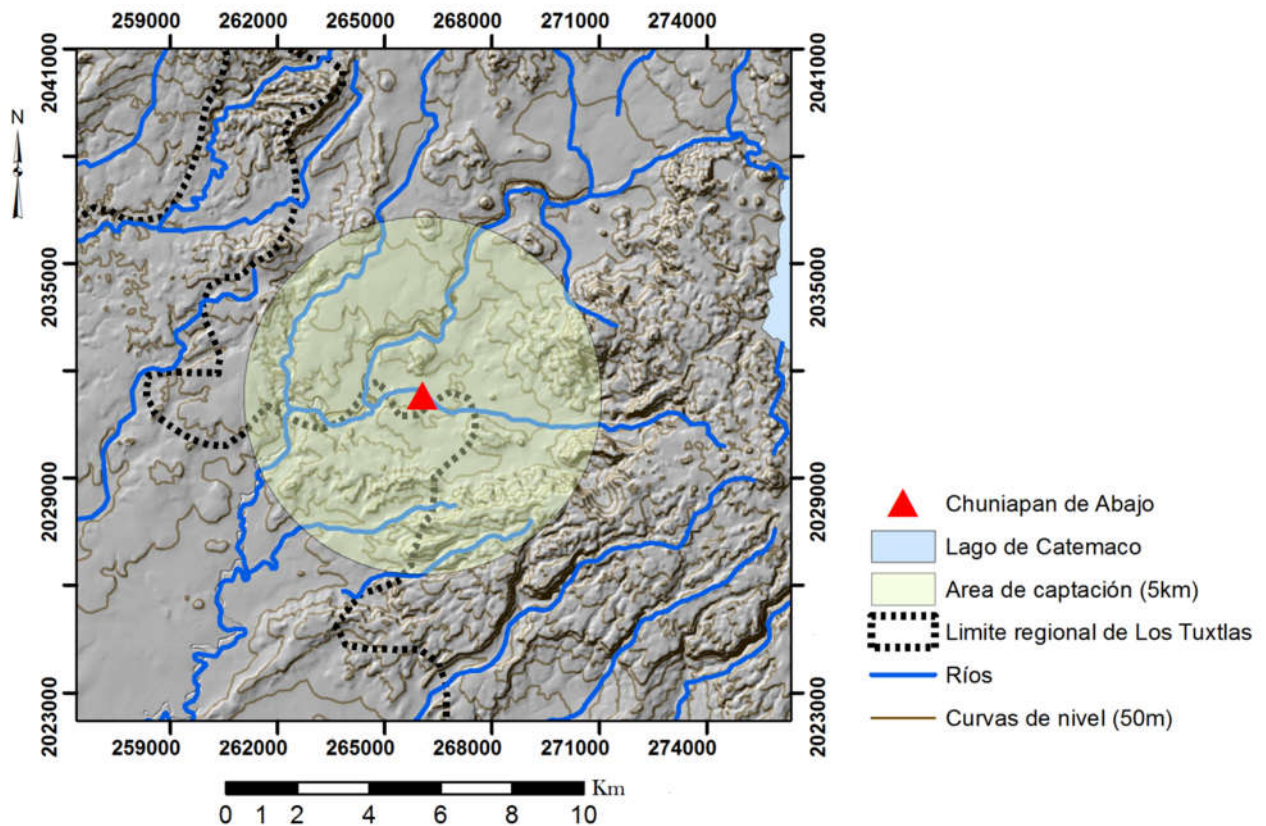 259000 262000 265000 268000 271000 274000
2041000
2041000
N
2035000
2035000
2029000
2029000
2023000
2023000
259000 262000 265000 268000 271000 274000
Km
0 1 2 4 6 8 10
Chuniapan de Abajo
Lago de Catemaco
Area de captación (5km)
Limite regional de Los Tuxtlas
Ríos
Curvas de nivel (50m)